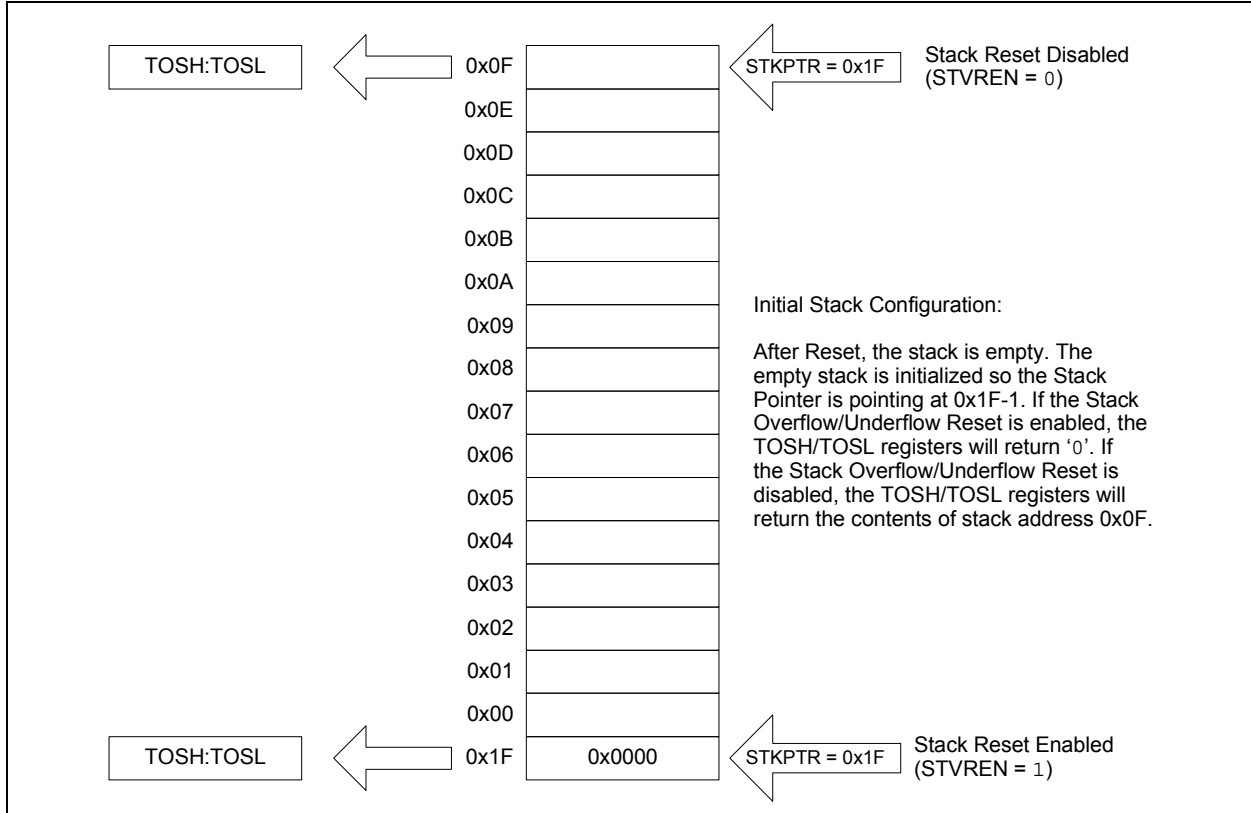 TOSH:TOSL 0x0F STKPTR = 0x1F Stack Reset Disabled
(STVREN = 0)
0x0E
0x0D
0x0C
0x0B
0x0A
0x09
0x08
0x07
0x06
0x05
0x04
0x03
0x02
0x01
0x00
Initial Stack Configuration:
After Reset, the stack is empty. The
empty stack is initialized so the Stack
Pointer is pointing at 0x1F-1. If the Stack
Overflow/Underflow Reset is enabled, the
TOSH/TOSL registers will return ‘0’. If
the Stack Overflow/Underflow Reset is
disabled, the TOSH/TOSL registers will
return the contents of stack address 0x0F.
TOSH:TOSL 0x1F 0x0000 STKPTR = 0x1F Stack Reset Enabled
(STVREN = 1)